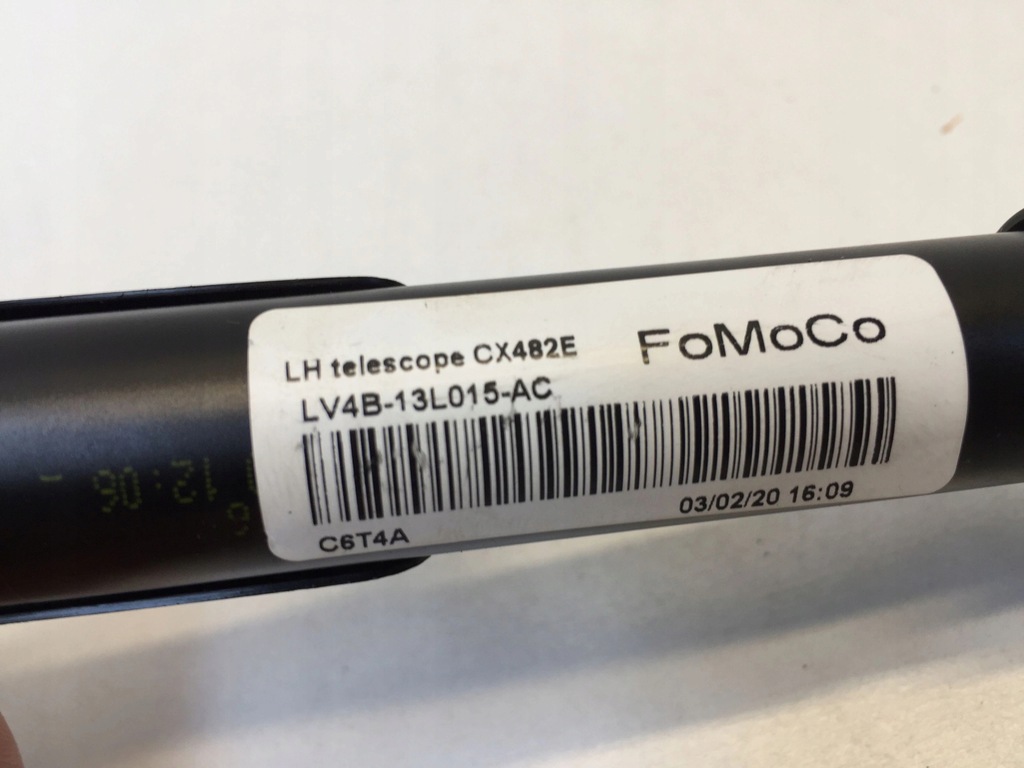 LH telescope CX482E
FoMoCo
LV4B-13L015-AC
C6T4A
03/02/20 16:09